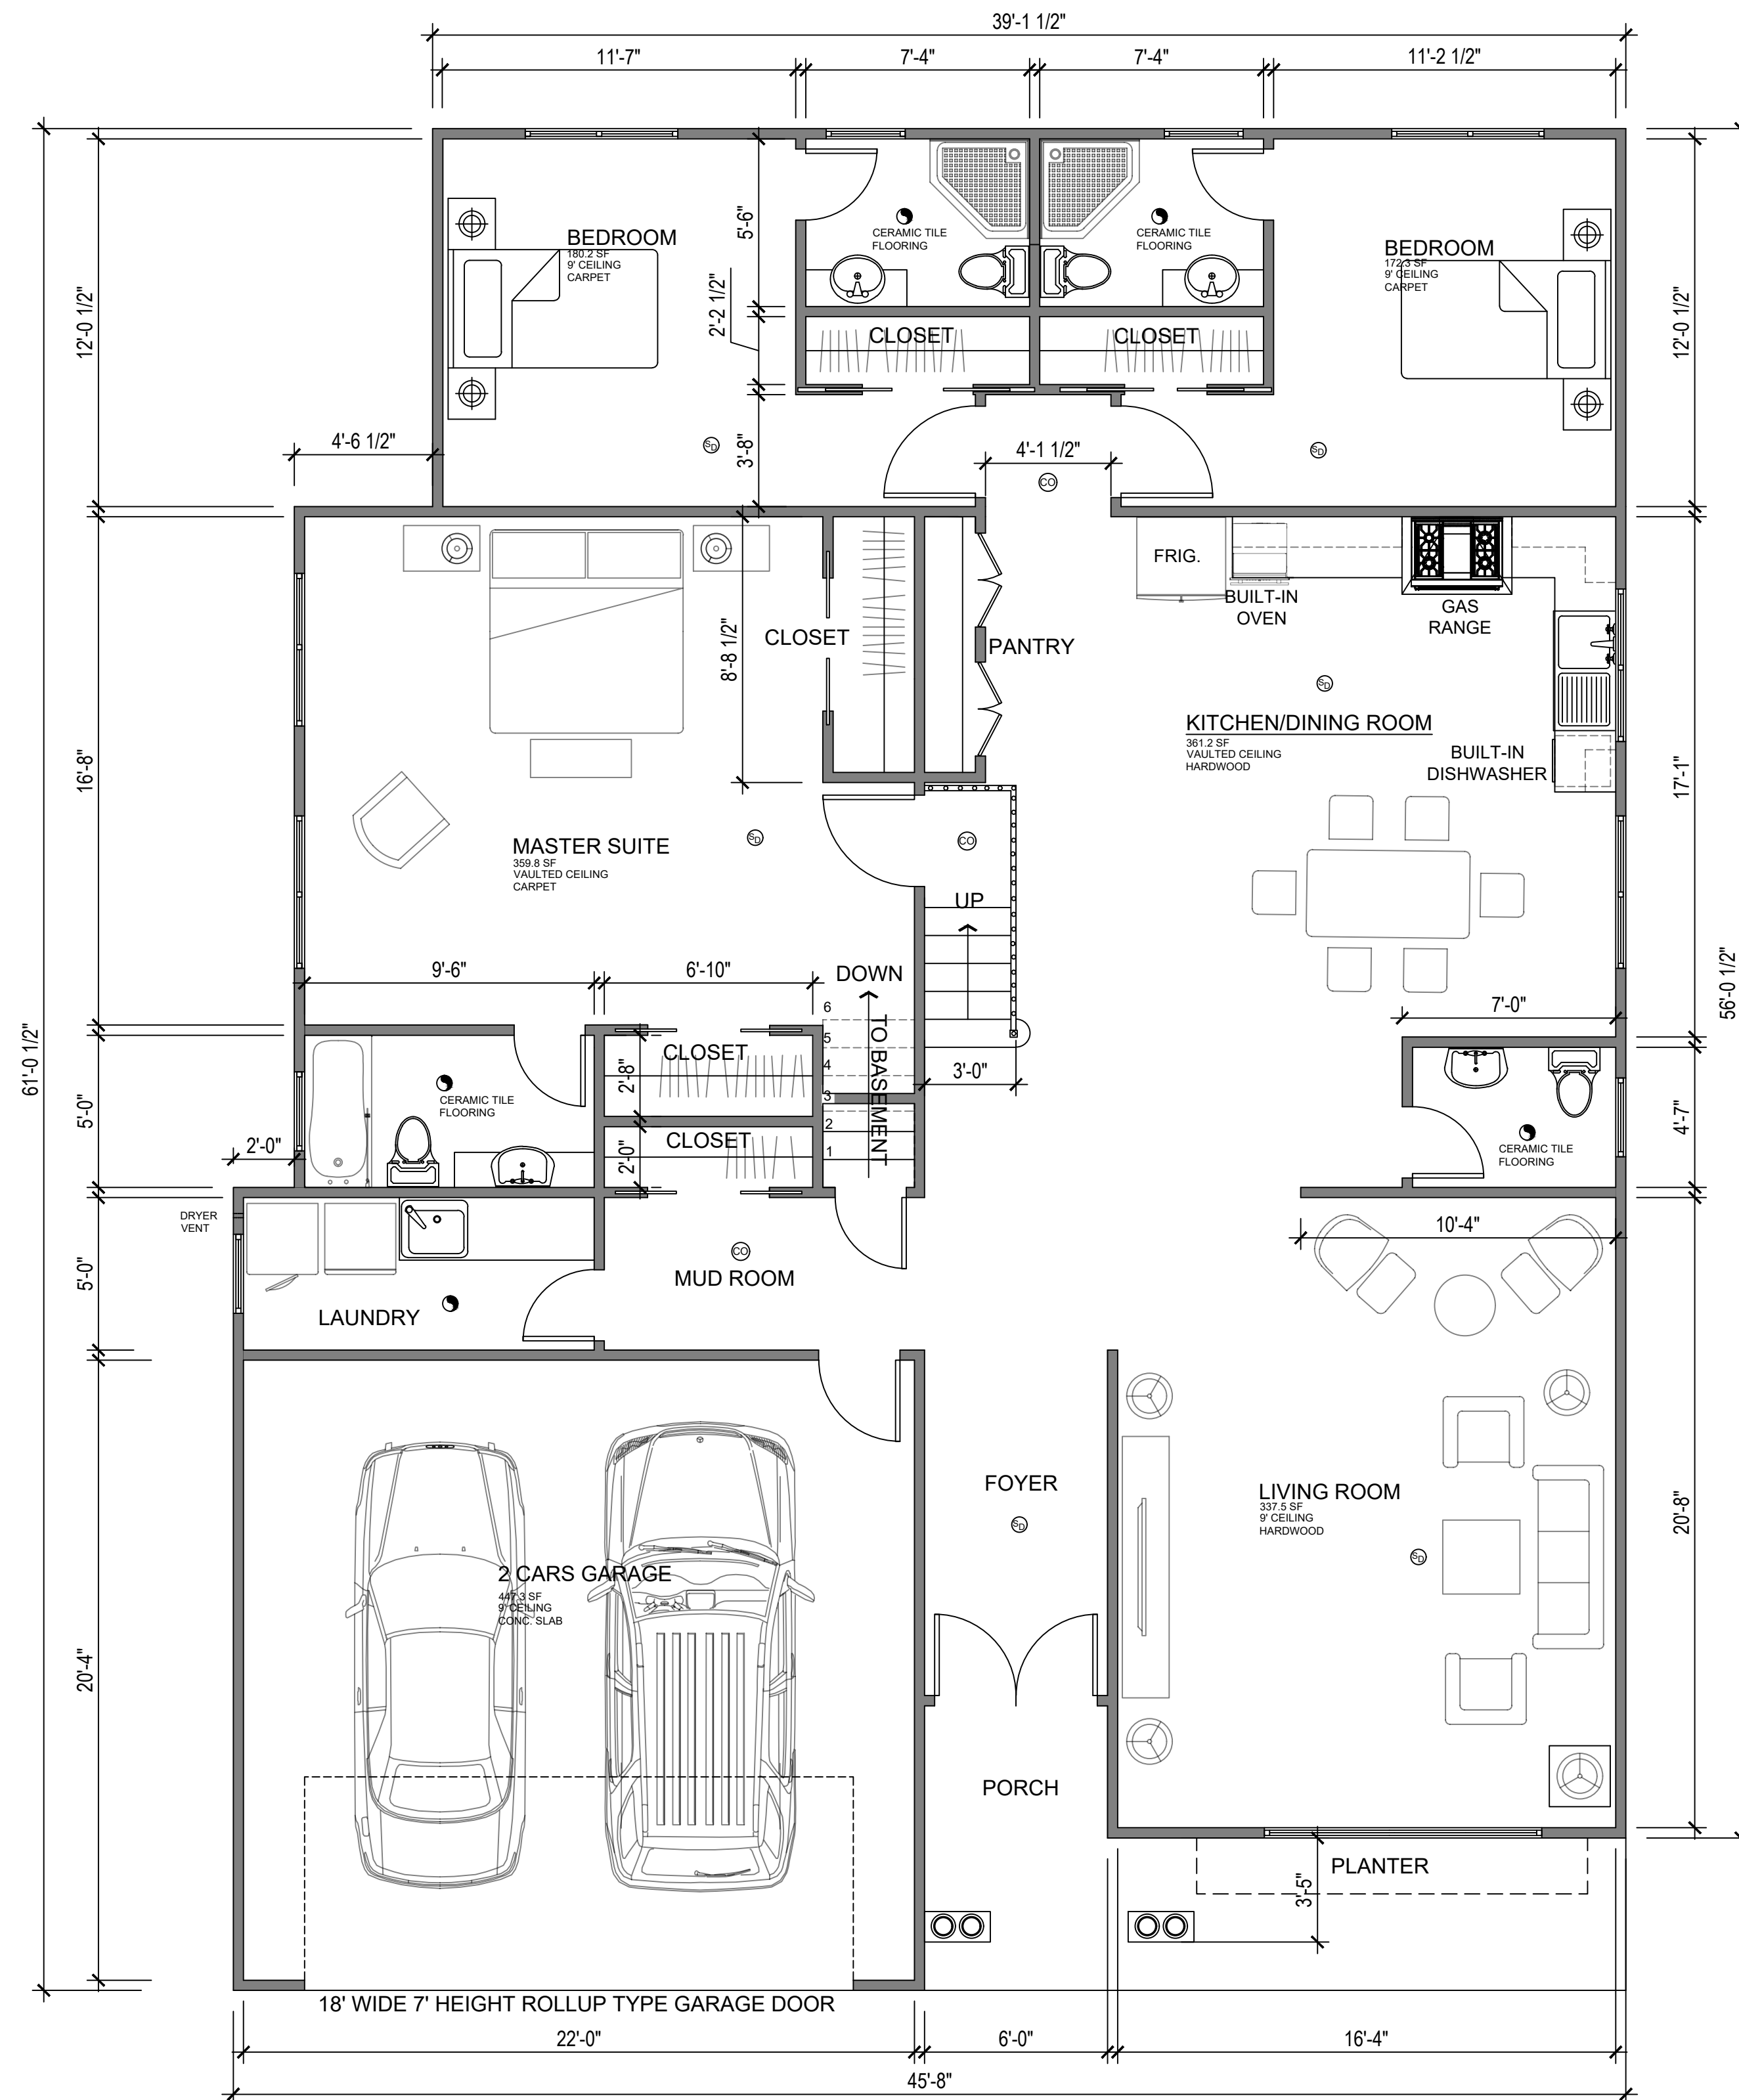 39'-1 1/2"
11'-7"
7'-4"
7'-4"
11'-2 1/2"
12'-0 1/2"
5'-6"
2'-2 1/2"
3'-8"
BEDROOM
180.2 SF
9' CEILING
CARPET
CERAMIC TILE
FLOORING
CERAMIC TILE
FLOORING
BEDROOM
172.3 SF
9' CEILING
CARPET
12'-0 1/2"
CLOSET
CLOSET
4'-6 1/2"
SD
4'-1 1/2"
CO
SD
FRIG.
BUILT-IN
OVEN
GAS
RANGE
CLOSET
8'-8 1/2"
PANTRY
SD
KITCHEN/DINING ROOM
361.2 SF
VAULTED CEILING
HARDWOOD
BUILT-IN
DISHWASHER
16'-8"
17'-1"
MASTER SUITE
359.8 SF
VAULTED CEILING
CARPET
SD
CO
UP
9'-6"
6'-10"
DOWN
TO BASEMENT
6
5
4
3
2
1
7'-0"
56'-0 1/2"
61'-0 1/2"
CLOSET
2'-8"
3'-0"
CERAMIC TILE
FLOORING
5'-0"
CLOSET
2'-0"
2'-0"
4'-7"
CERAMIC TILE
FLOORING
DRYER
VENT
10'-4"
CO
MUD ROOM
5'-0"
LAUNDRY
FOYER
SD
LIVING ROOM
337.5 SF
9' CEILING
HARDWOOD
SD
20'-8"
2 CARS GARAGE
447.3 SF
9' CEILING
CONC. SLAB
20'-4"
PORCH
PLANTER
3'-5"
18' WIDE 7' HEIGHT ROLLUP TYPE GARAGE DOOR
22'-0"
6'-0"
16'-4"
45'-8"